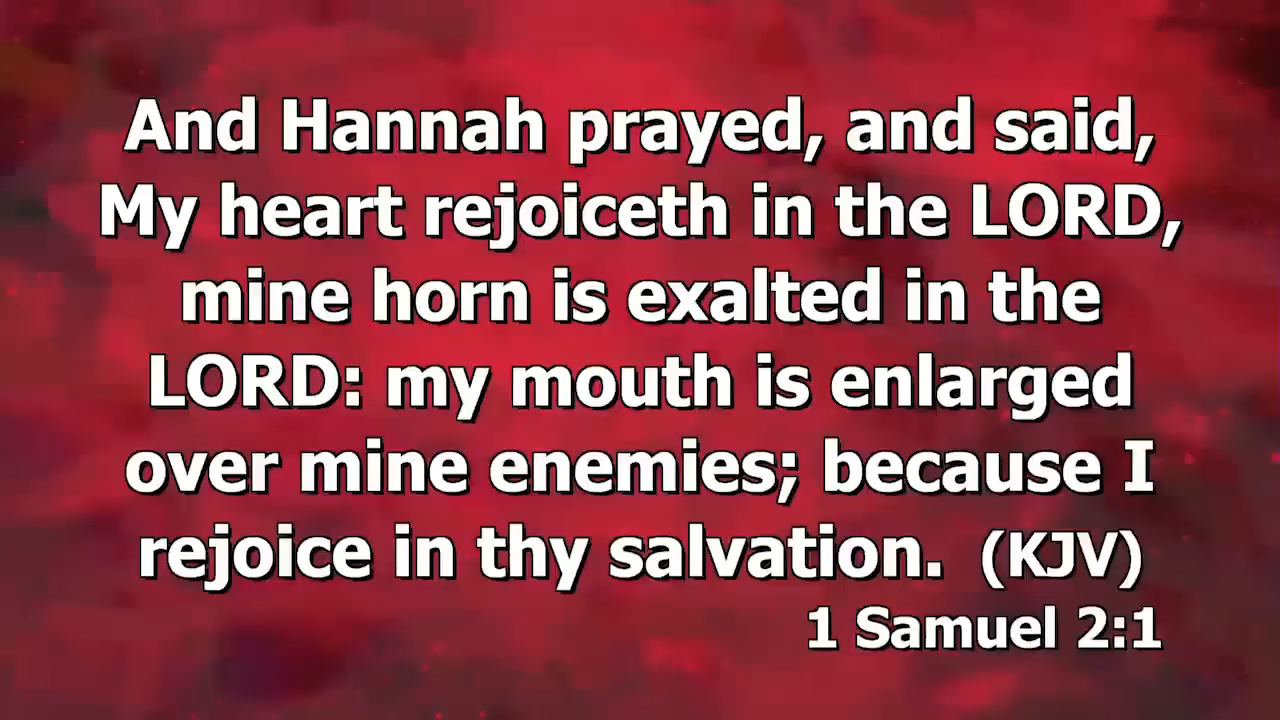 And Hannah prayed, and said,
My heart rejoiceth in the LORD,
mine horn is exalted in the
LORD: my mouth is enlarged
over mine enemies; because I
rejoice in thy salvation.  (KJV)
1 Samuel 2:1